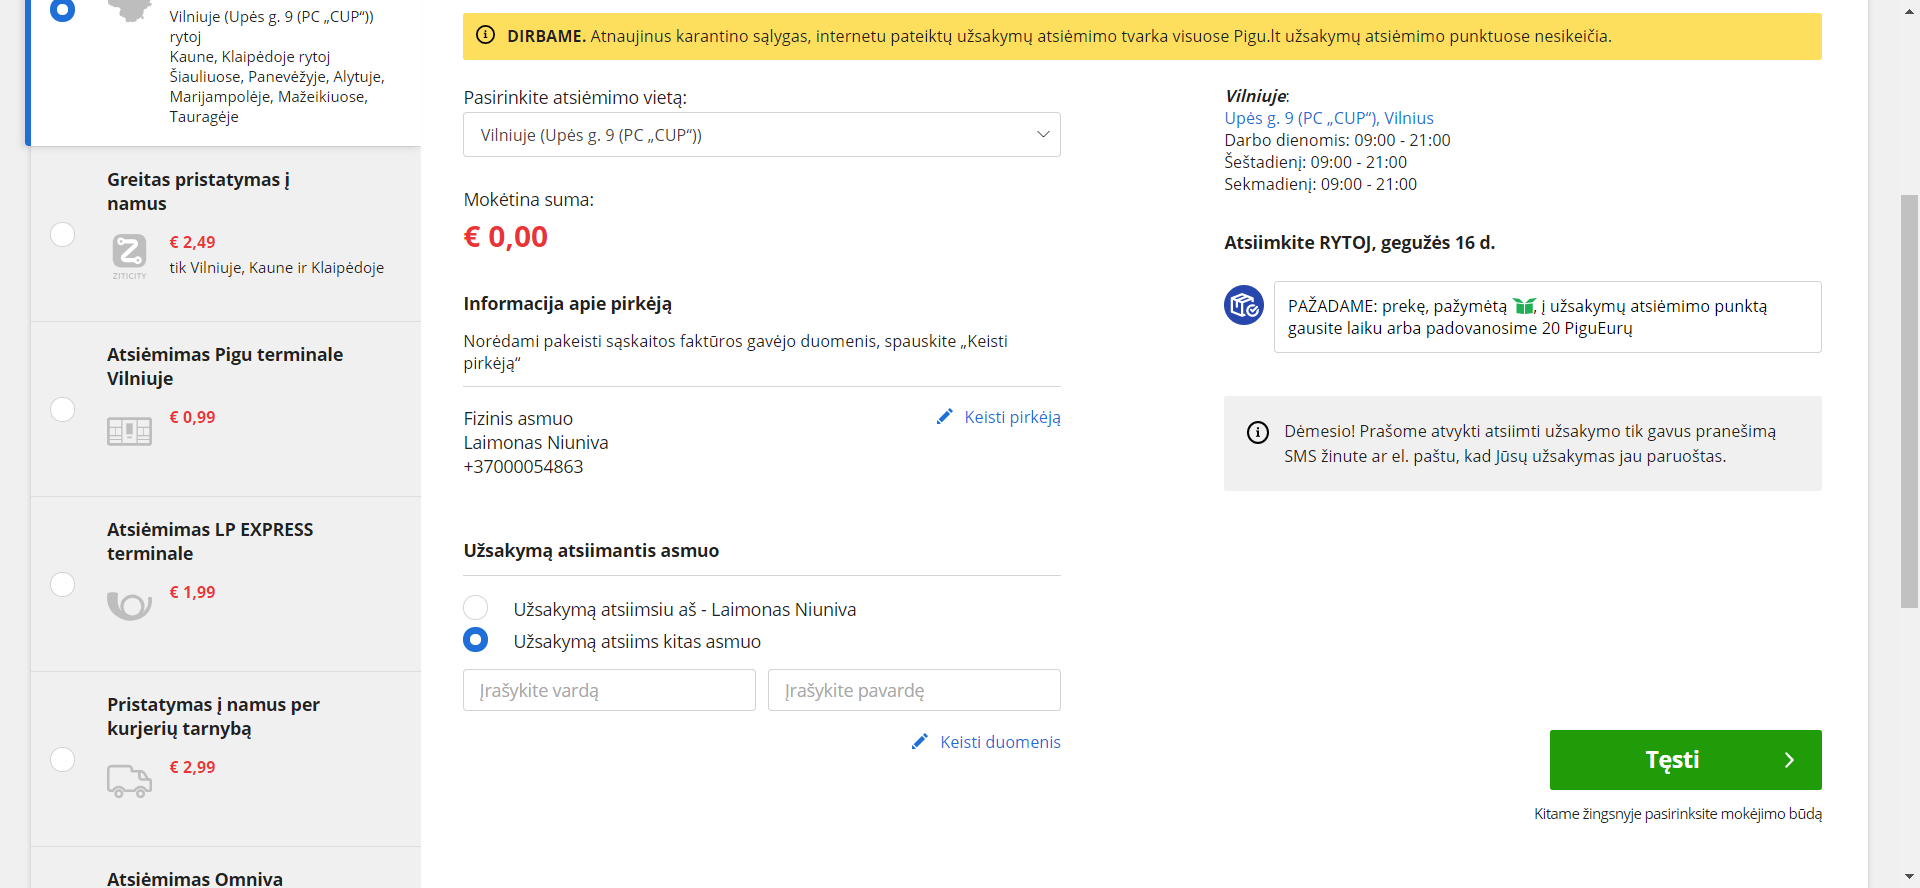 Vilniuje (Upės g. 9 (PC „CUP“))
rytoj
Kaune, Klaipėdoje rytoj
Šiauliuose, Panevėžyje, Alytuje,
Marijampolėje, Mažeikiuose,
Tauragėje
Greitas pristatymas į
namus
ZITICITY
€ 2,49
tik Vilniuje, Kaune ir Klaipėdoje
Atsiėmimas Pigu terminale
Vilniuje
€ 0,99
Atsiėmimas LP EXPRESS
terminale
€ 1,99
Pristatymas į namus per
kurjerių tarnybą
€ 2,99
Atsiėmimas Omniva
DIRBAME. Atnaujinus karantino sąlygas, internetu pateiktų užsakymų atsiėmimo tvarka visuose Pigu.lt užsakymų atsiėmimo punktuose nesikeičia.
Pasirinkite atsiėmimo vietą:
Vilniuje (Upės g. 9 (PC „CUP“))
Mokėtina suma:
€ 0,00
Informacija apie pirkėją
Norėdami pakeisti sąskaitos faktūros gavėjo duomenis, spauskite „Keisti
pirkėją“
Fizinis asmuo
Laimonas Niuniva
+37000054863
Keisti pirkėją
Užsakymą atsiimantis asmuo
Užsakymą atsiimsiu aš - Laimonas Niuniva
Užsakymą atsiims kitas asmuo
Įrašykite vardą
Įrašykite pavardę
Keisti duomenis
Vilniuje:
Upės g. 9 (PC „CUP“), Vilnius
Darbo dienomis: 09:00 - 21:00
Šeštadienį: 09:00 - 21:00
Sekmadienį: 09:00 - 21:00
Atsiimkite RYTOJ, gegužės 16 d.
PAŽADAME: prekę, pažymėtą , į užsakymų atsiėmimo punktą
gausite laiku arba padovanosime 20 PiguEurų
Dėmesio! Prašome atvykti atsiimti užsakymo tik gavus pranešimą
SMS žinute ar el. paštu, kad Jūsų užsakymas jau paruoštas.
Tęsti
Kitame žingsnyje pasirinksite mokėjimo būdą